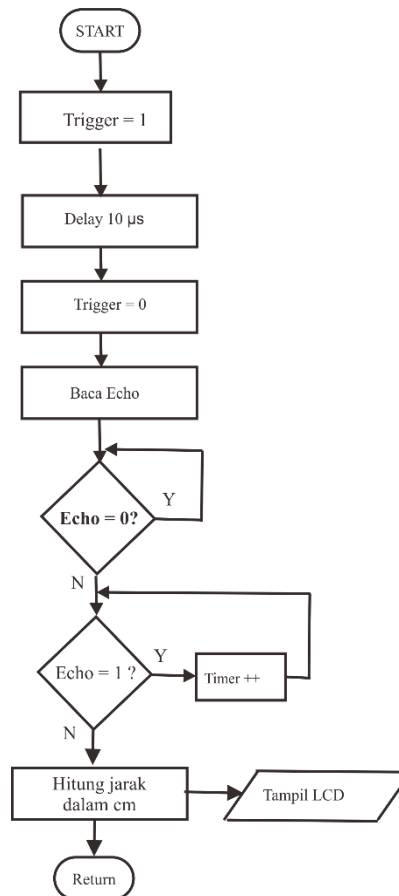 START
Trigger = 1
Delay 10 µs
Trigger = 0
Baca Echo
Echo = 0?
Y
N
Echo = 1 ?
Y
Timer ++
N
Hitung jarak
dalam cm
Tampil LCD
Return